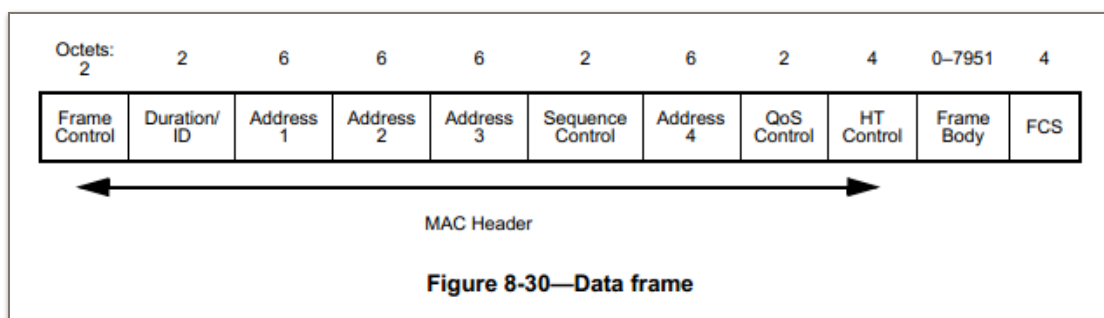 Octets:
2 2 6 6 6 2 6 2 4 0–7951 4
Frame Control
Duration/ ID
Address 1
Address 2
Address 3
Sequence Control
Address 4
QoS Control
HT Control
Frame Body
FCS
MAC Header
Figure 8-30—Data frame